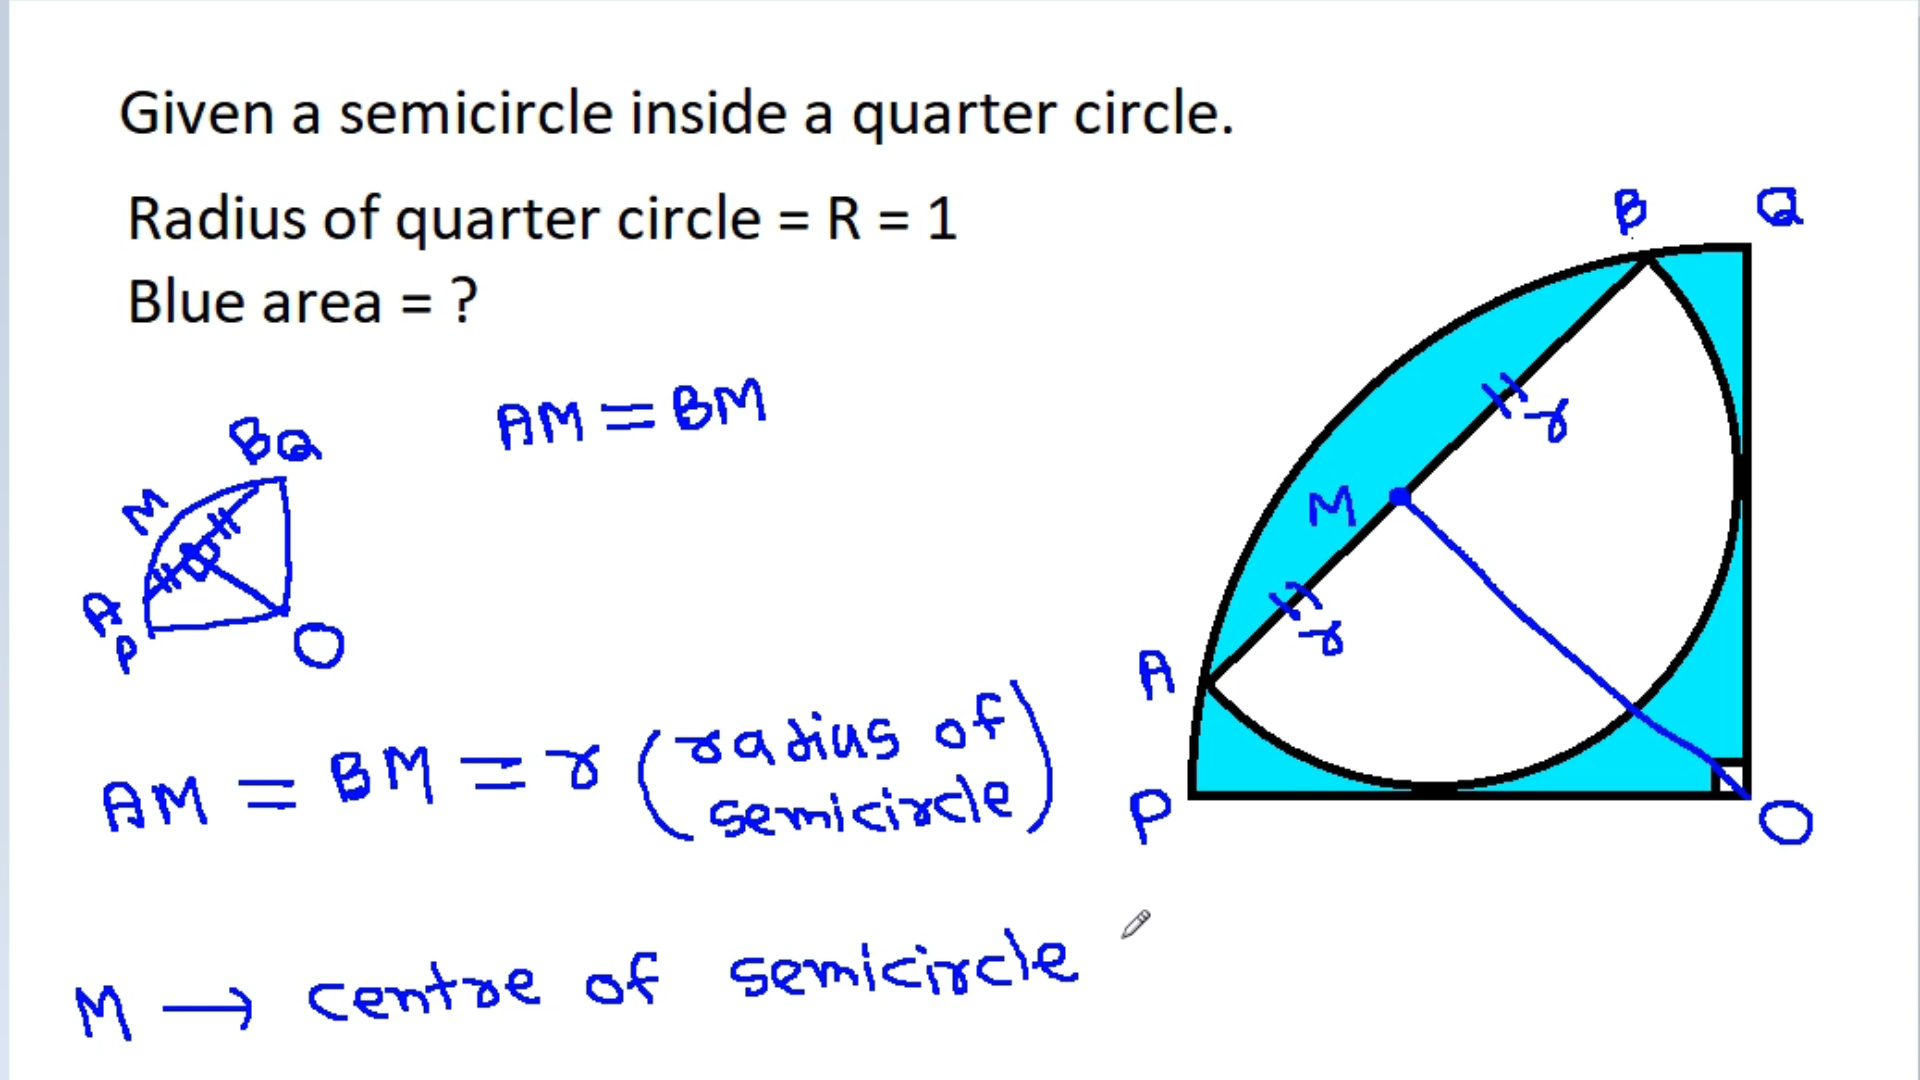 Given a semicircle inside a quarter circle.
Radius of quarter circle = R = 1
Blue area = ?
AM = BM
B Q
M
A
P
O
AM = BM = r (radius of semicircle)
M → centre of semicircle
B Q
M
r
r
A
P
O